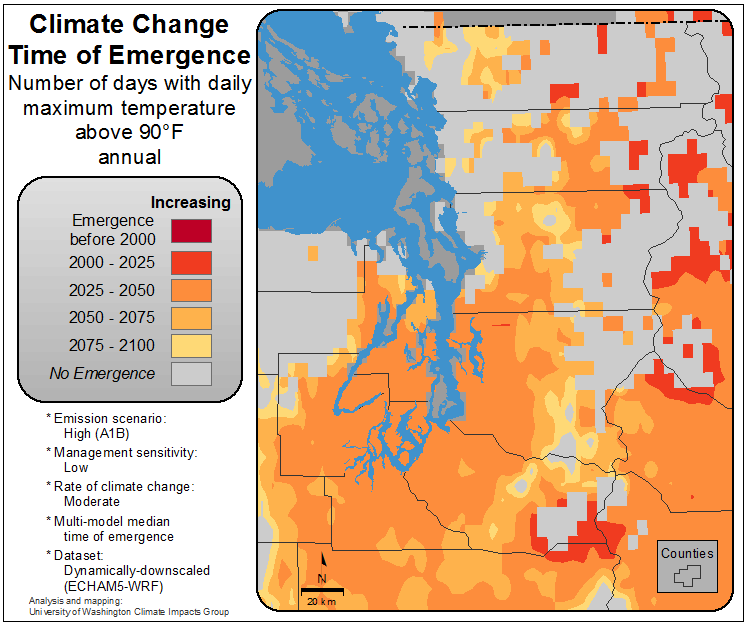 Climate Change
Time of Emergence
Number of days with daily
maximum temperature
above 90°F
annual
Increasing
Emergence
before 2000
2000 - 2025
2025 - 2050
2050 - 2075
2075 - 2100
No Emergence
* Emission scenario:
High (A1B)
* Management sensitivity:
Low
* Rate of climate change:
Moderate
* Multi-model median
time of emergence
* Dataset:
Dynamically-downscaled
(ECHAM5-WRF)
Analysis and mapping:
University of Washington Climate Impacts Group
N
20 km
Counties